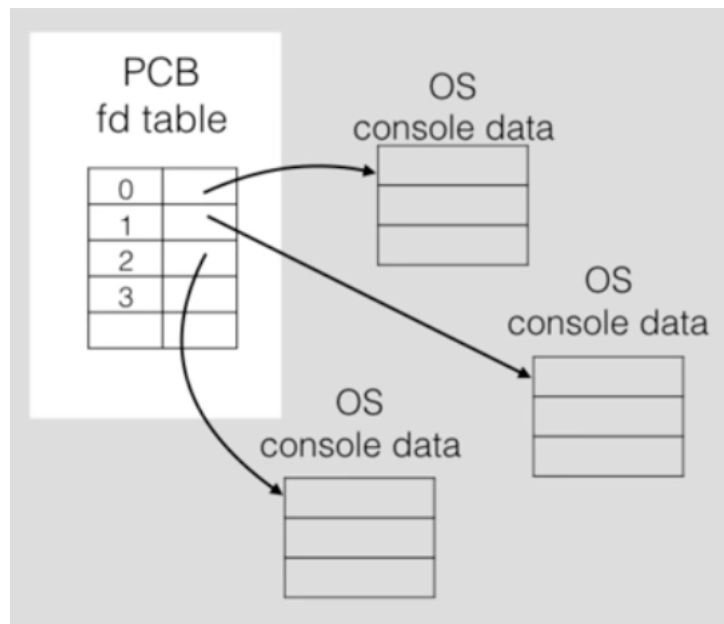 PCB
fd table
0
1
2
3
OS
console data
OS
console data
OS
console data